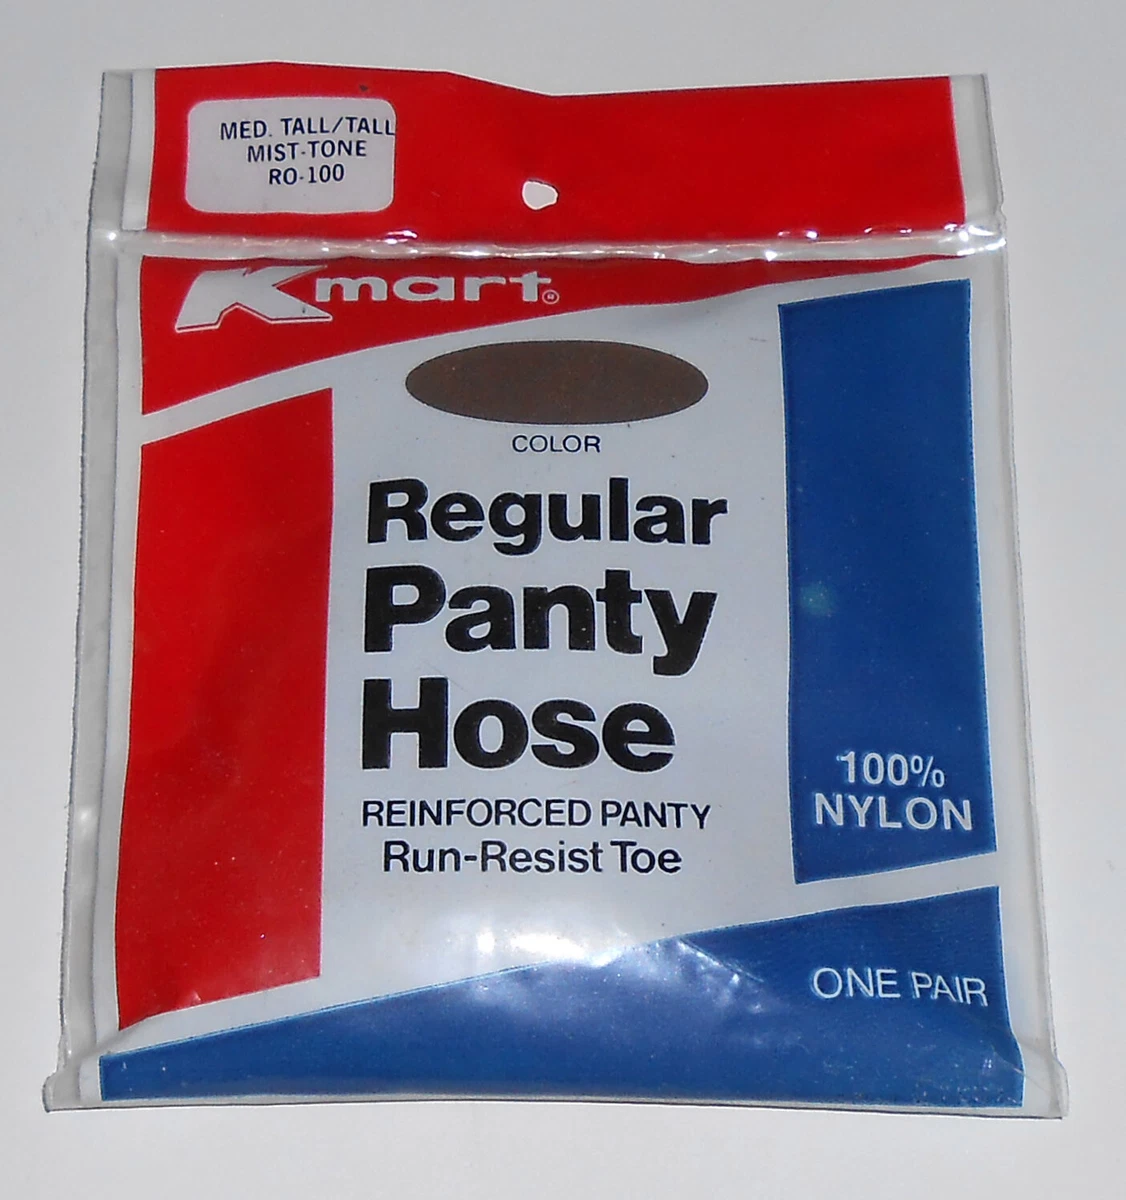 MED. TALL/TALL
MIST-TONE
RO-100
Kmart®
COLOR
Regular
Panty
Hose
REINFORCED PANTY
Run-Resist Toe
100%
NYLON
ONE PAIR